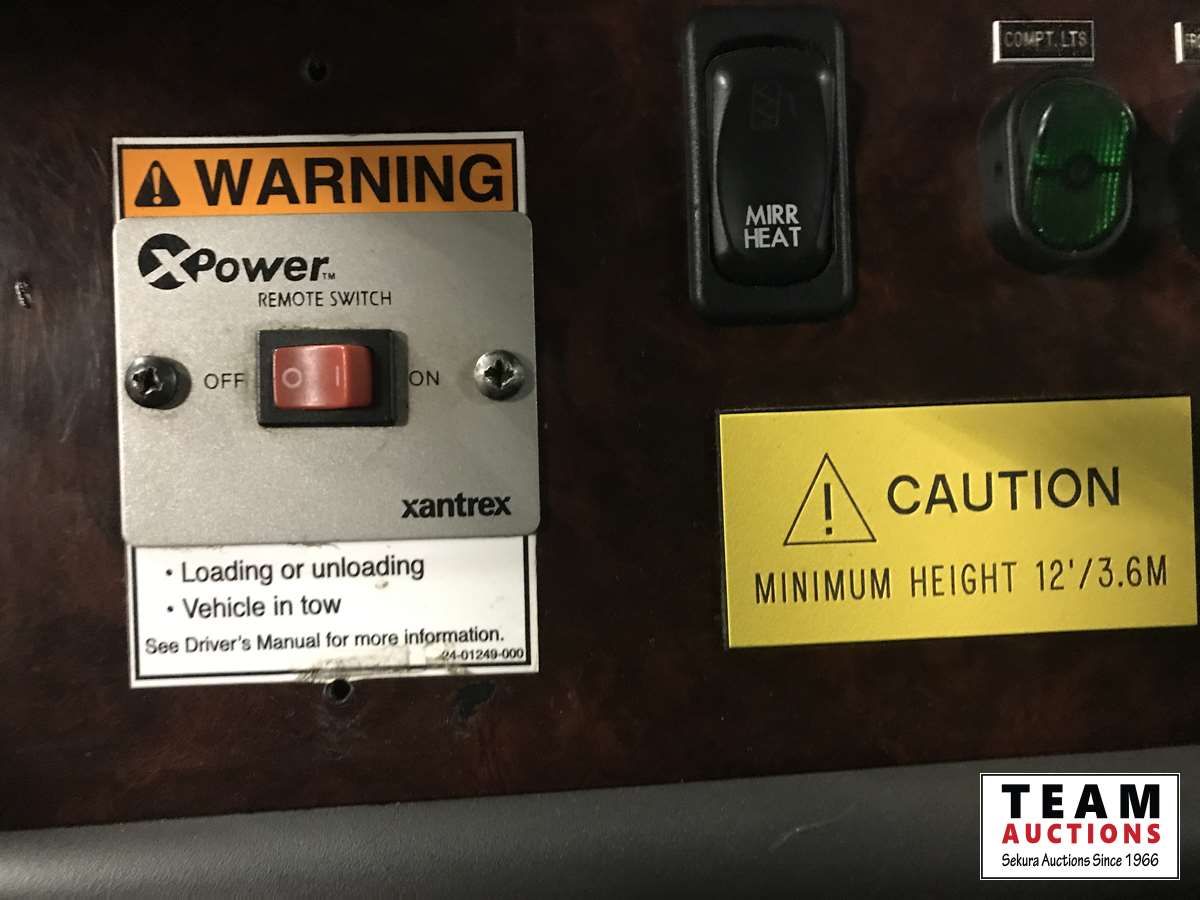 WARNING
XPower™
REMOTE SWITCH
OFF
O I
ON
xantrex
• Loading or unloading
• Vehicle in tow
See Driver's Manual for more information.
24-01249-000
MIRR
HEAT
COMPT. LTS
CAUTION
MINIMUM HEIGHT 12'/3.6M
TEAM
AUCTIONS
Sekura Auctions Since 1966